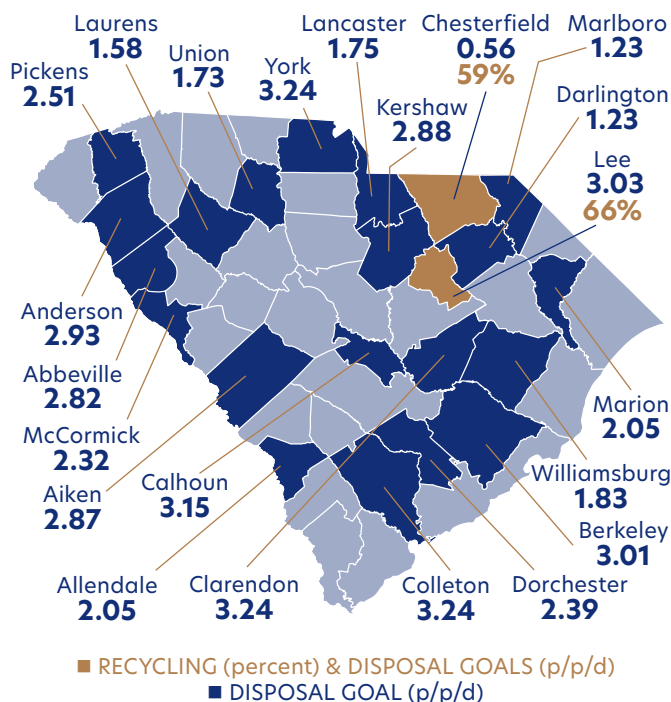 Laurens
1.58
Lancaster
1.75
Chesterfield
0.56
59%
Marlboro
1.23
Union
1.73
York
3.24
Pickens
2.51
Kershaw
2.88
Darlington
1.23
Lee
3.03
66%
Anderson
2.93
Abbeville
2.82
McCormick
2.32
Aiken
2.87
Calhoun
3.15
Marion
2.05
Williamsburg
1.83
Berkeley
3.01
Allendale
2.05
Clarendon
3.24
Colleton
3.24
Dorchester
2.39
RECYCLING (percent) & DISPOSAL GOALS (p/p/d)
DISPOSAL GOAL (p/p/d)